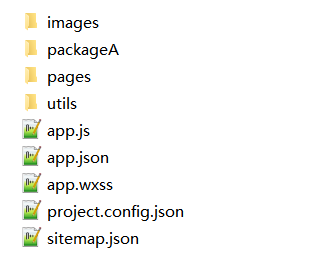 images
packageA
pages
utils
app.js
app.json
app.wxss
project.config.json
sitemap.json